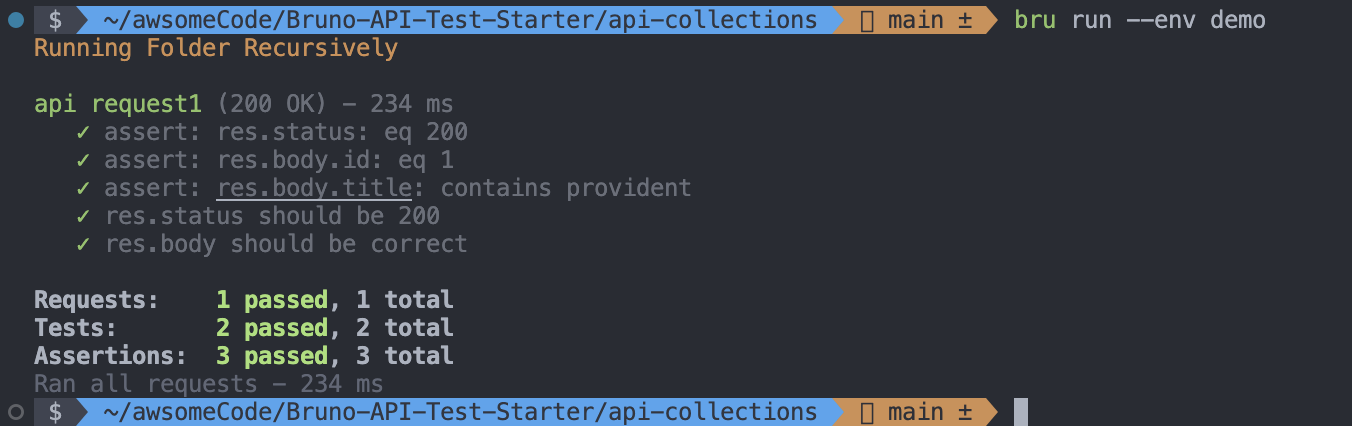 $ ~/awsomeCode/Bruno-API-Test-Starter/api-collections main ± bru run --env demo
Running Folder Recursively
api request1 (200 OK) - 234 ms
✓ assert: res.status: eq 200
✓ assert: res.body.id: eq 1
✓ assert: res.body.title: contains provident
✓ res.status should be 200
✓ res.body should be correct
Requests: 1 passed, 1 total
Tests: 2 passed, 2 total
Assertions: 3 passed, 3 total
Ran all requests - 234 ms
$ ~/awsomeCode/Bruno-API-Test-Starter/api-collections main ±